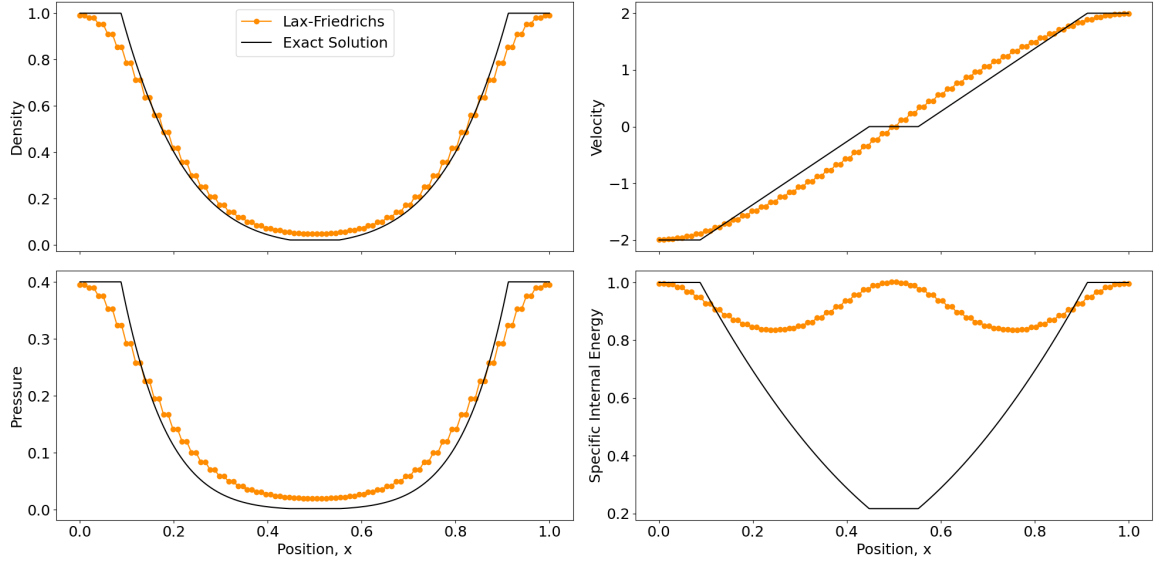 1.0
0.8
0.6
0.4
0.2
0.0
Density
Lax-Friedrichs
Exact Solution
2
1
0
−1
−2
Velocity
0.4
0.3
0.2
0.1
0.0
Pressure
0.0 0.2 0.4 0.6 0.8 1.0
Position, x
1.0
0.8
0.6
0.4
0.2
Specific Internal Energy
0.0 0.2 0.4 0.6 0.8 1.0
Position, x